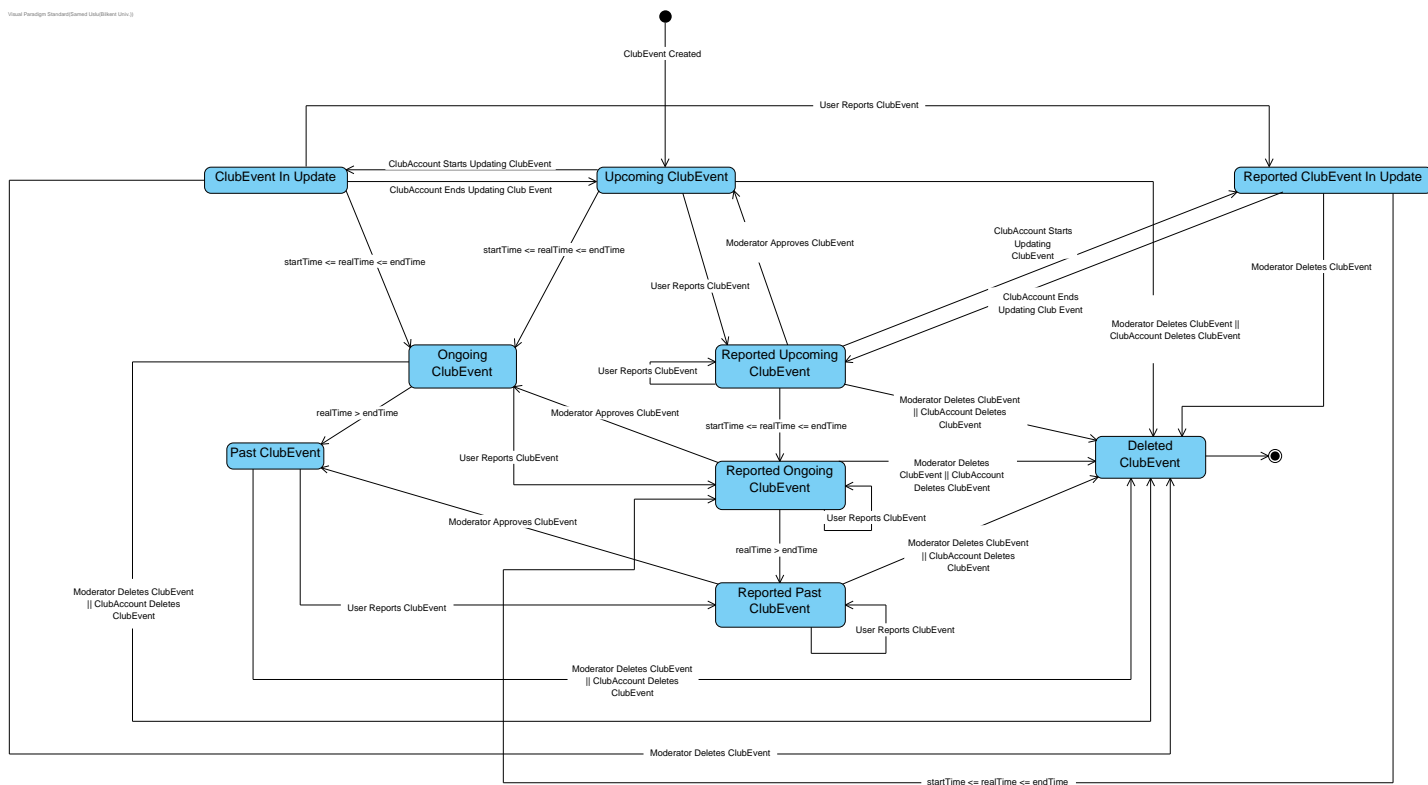 Visual Paradigm Standard(Samed Uslu(Bilkent Univ.))
ClubEvent Created
User Reports ClubEvent
ClubAccount Starts Updating ClubEvent
ClubEvent In Update
Upcoming ClubEvent
Reported ClubEvent In Update
ClubAccount Ends Updating Club Event
ClubAccount Starts
Updating
ClubEvent
Moderator Approves ClubEvent
startTime <= realTime <= endTime
startTime <= realTime <= endTime
Moderator Deletes ClubEvent
User Reports ClubEvent
ClubAccount Ends
Updating Club Event
Moderator Deletes ClubEvent ||
ClubAccount Deletes ClubEvent
Ongoing
ClubEvent
Reported Upcoming
ClubEvent
User Reports ClubEvent
realTime > endTime
Moderator Approves ClubEvent
startTime <= realTime <= endTime
Moderator Deletes ClubEvent
|| ClubAccount Deletes
ClubEvent
Past ClubEvent
User Reports ClubEvent
Reported Ongoing
ClubEvent
Moderator Deletes
ClubEvent || ClubAccount
Deletes ClubEvent
Deleted
ClubEvent
Moderator Approves ClubEvent
User Reports ClubEvent
realTime > endTime
Moderator Deletes ClubEvent
|| ClubAccount Deletes
ClubEvent
Moderator Deletes ClubEvent
|| ClubAccount Deletes
ClubEvent
User Reports ClubEvent
Reported Past
ClubEvent
User Reports ClubEvent
Moderator Deletes ClubEvent
|| ClubAccount Deletes
ClubEvent
Moderator Deletes ClubEvent
startTime <= realTime <= endTime